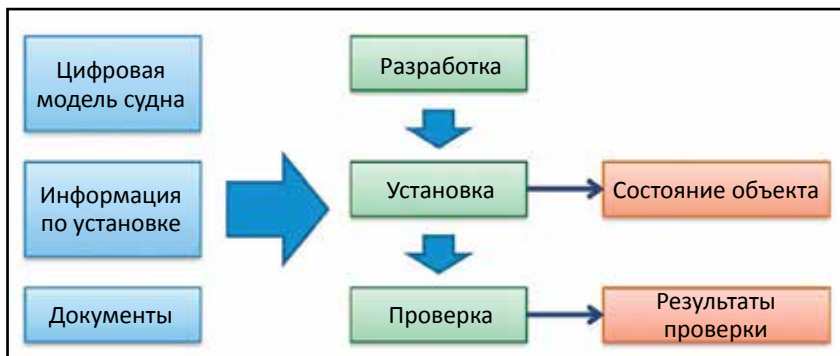 Цифровая
модель судна
Информация
по установке
Документы
Разработка
Установка
Проверка
Состояние объекта
Результаты
проверки